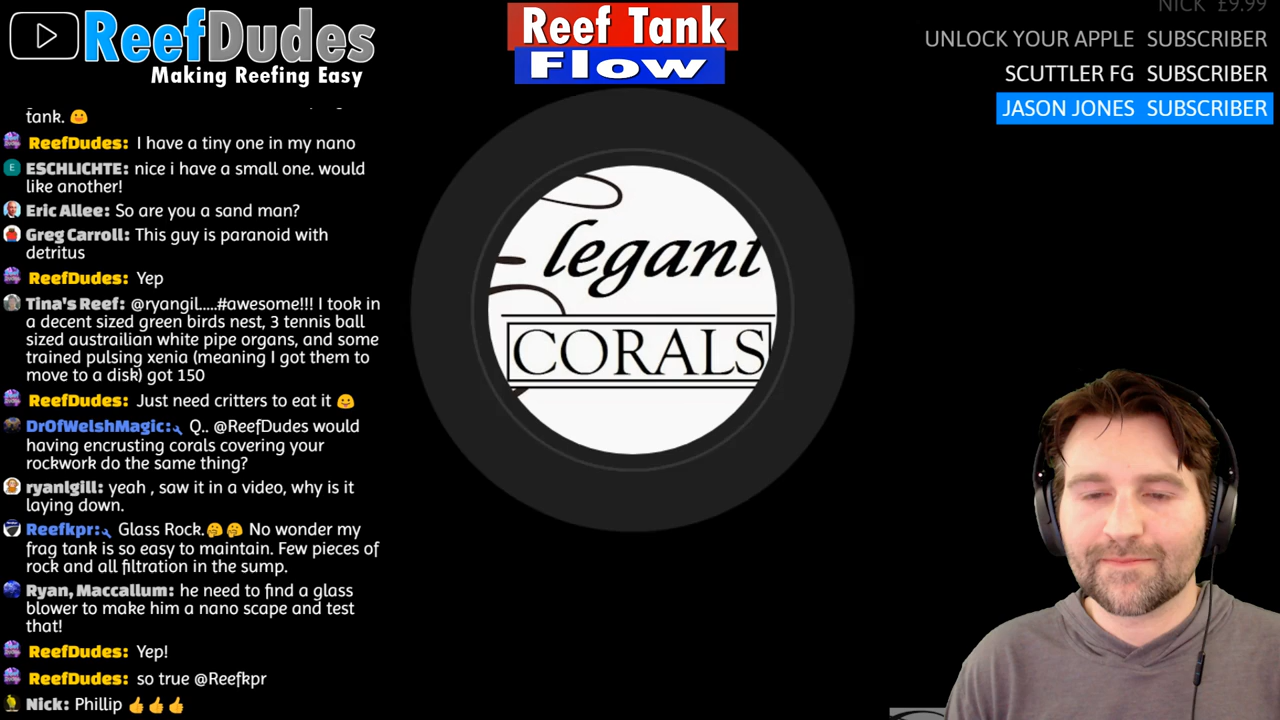 ReefDudes
Making Reefing Easy
Reef Tank
Flow
NICK £9.99
UNLOCK YOUR APPLE SUBSCRIBER
SCUTTLER FG SUBSCRIBER
JASON JONES SUBSCRIBER
tank.
ReefDudes: I have a tiny one in my nano
E ESCHLICHTE: nice i have a small one. would
like another!
Eric Allee: So are you a sand man?
Greg Carroll: This guy is paranoid with
detritus
ReefDudes: Yep
Tina's Reef: @ryangil.....#awesome!!! I took in
a decent sized green birds nest, 3 tennis ball
sized austrailian white pipe organs, and some
trained pulsing xenia (meaning I got them to
move to a disk) got 150
ReefDudes: Just need critters to eat it
DrOfWelshMagic: Q.. @ReefDudes would
having encrusting corals covering your
rockwork do the same thing?
ryanlgill: yeah , saw it in a video, why is it
laying down.
Reefkpr: Glass Rock.🤔🤔 No wonder my
frag tank is so easy to maintain. Few pieces of
rock and all filtration in the sump.
Ryan, Maccallum: he need to find a glass
blower to make him a nano scape and test
that!
ReefDudes: Yep!
ReefDudes: so true @Reefkpr
Nick: Phillip 👍👍👍
Elegant
CORALS